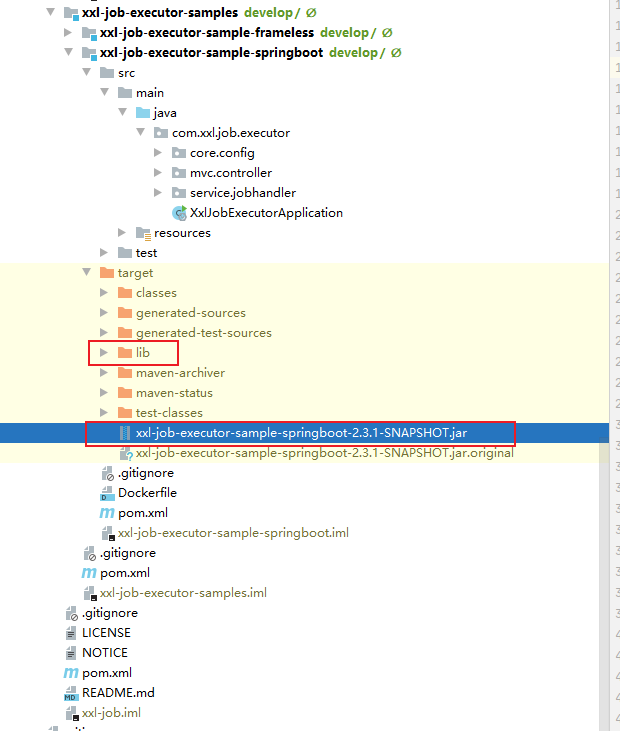 xxl-job-executor-samples develop / Ø
xxl-job-executor-sample-frameless develop / Ø
xxl-job-executor-sample-springboot develop / Ø
src
main
java
com.xxl.job.executor
core.config
mvc.controller
service.jobhandler
XxlJobExecutorApplication
resources
test
target
classes
generated-sources
generated-test-sources
lib
maven-archiver
maven-status
test-classes
xxl-job-executor-sample-springboot-2.3.1-SNAPSHOT.jar
xxl-job-executor-sample-springboot-2.3.1-SNAPSHOT.jar.original
.gitignore
Dockerfile
pom.xml
xxl-job-executor-sample-springboot.iml
.gitignore
pom.xml
xxl-job-executor-samples.iml
.gitignore
LICENSE
NOTICE
pom.xml
README.md
xxl-job.iml